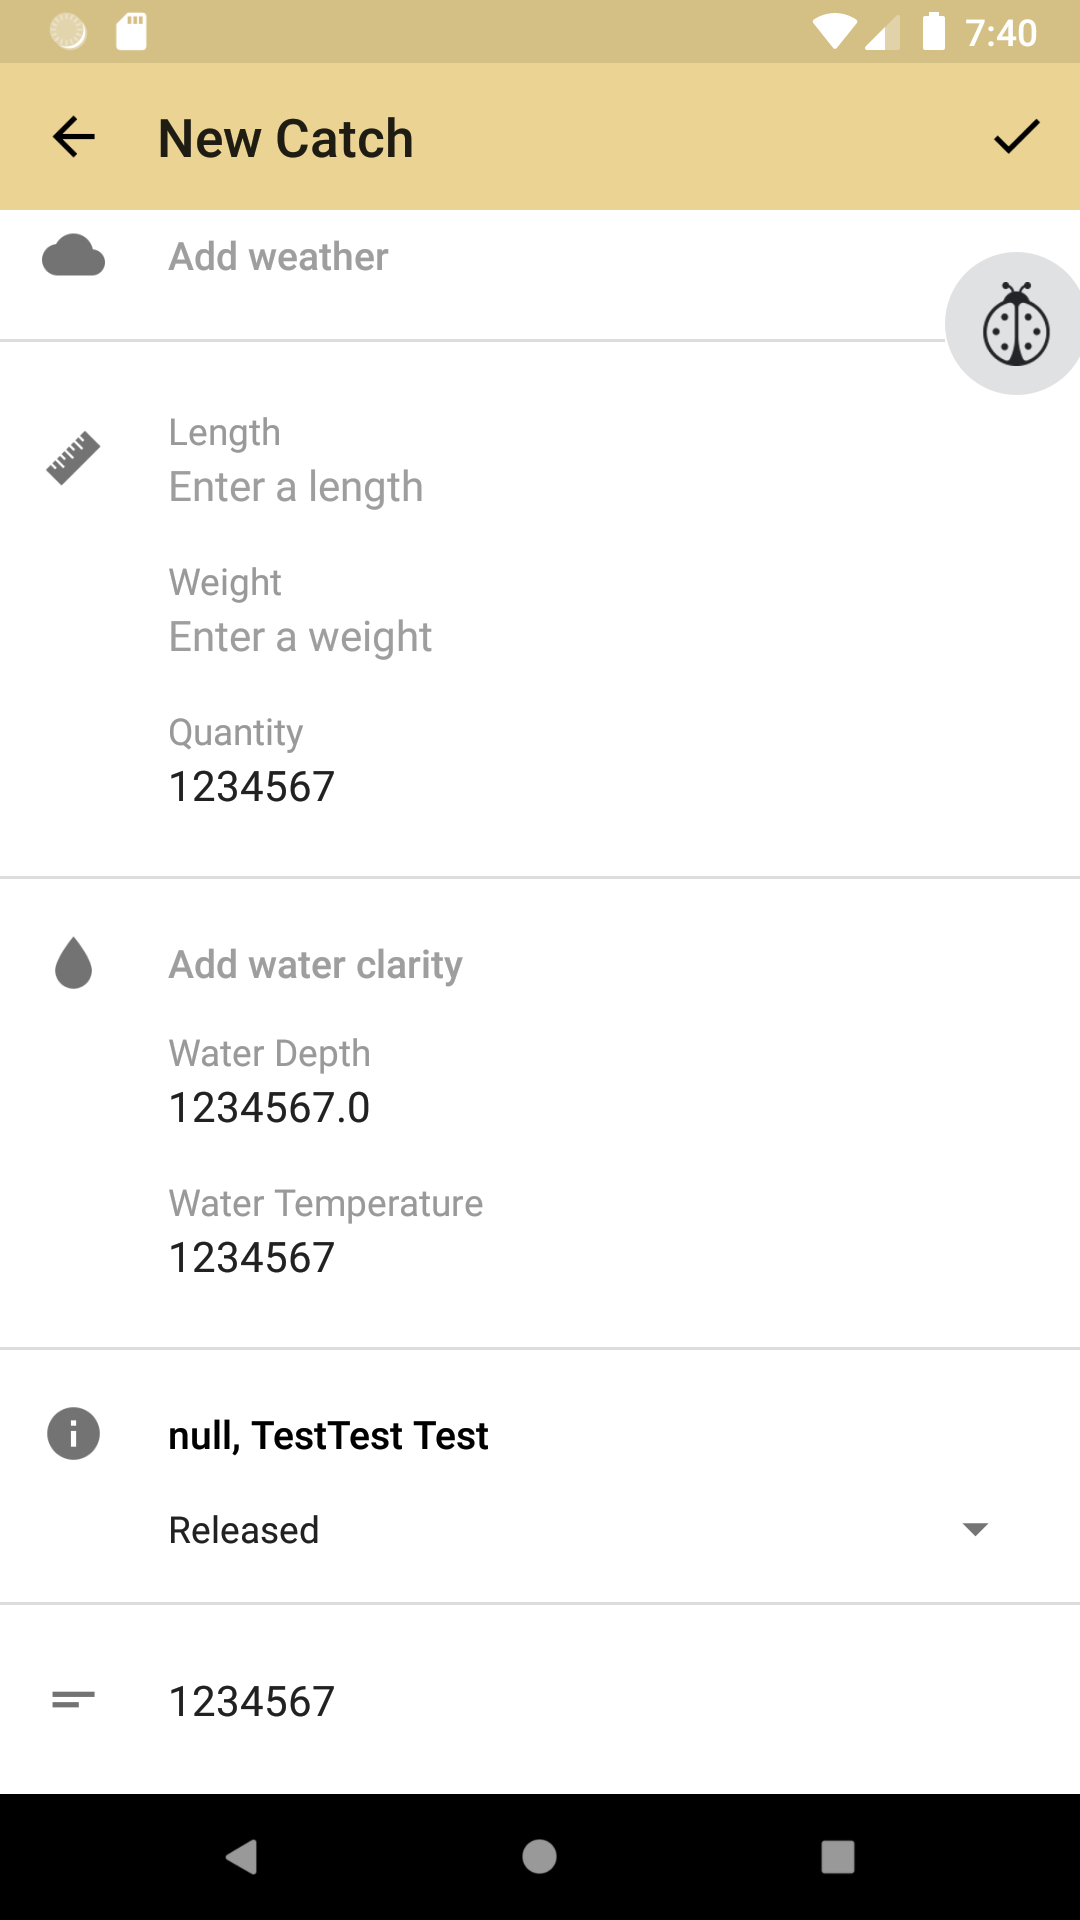 7:40
New Catch
Add weather
Length
Enter a length
Weight
Enter a weight
Quantity
1234567
Add water clarity
Water Depth
1234567.0
Water Temperature
1234567
null, TestTest Test
Released
1234567